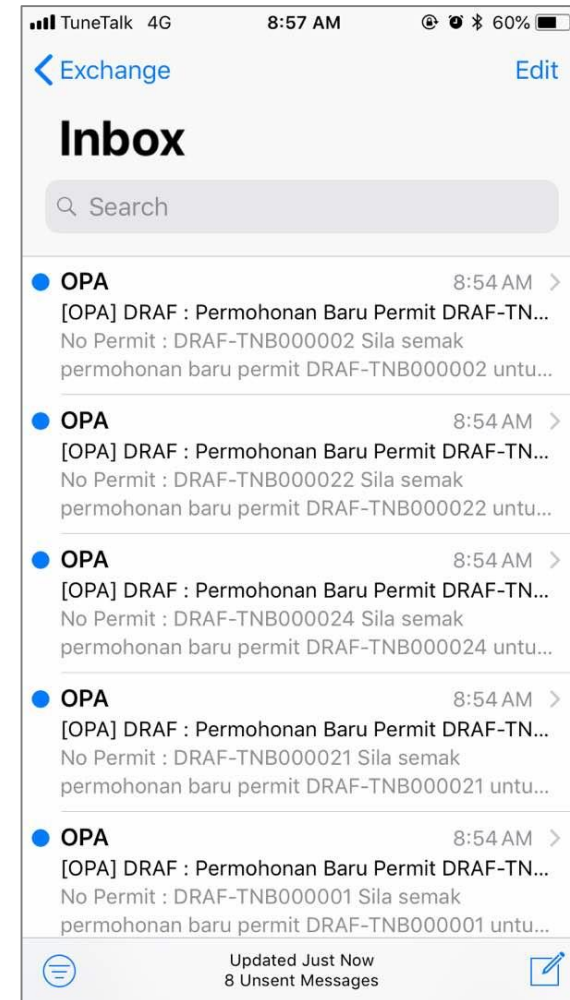 TuneTalk 4G 8:57 AM 60%
Exchange Edit
Inbox
Search
OPA 8:54 AM
[OPA] DRAF : Permohonan Baru Permit DRAF-TN...
No Permit : DRAF-TNB000002 Sila semak
permohonan baru permit DRAF-TNB000002 untu...
OPA 8:54 AM
[OPA] DRAF : Permohonan Baru Permit DRAF-TN...
No Permit : DRAF-TNB000022 Sila semak
permohonan baru permit DRAF-TNB000022 untu...
OPA 8:54 AM
[OPA] DRAF : Permohonan Baru Permit DRAF-TN...
No Permit : DRAF-TNB000024 Sila semak
permohonan baru permit DRAF-TNB000024 untu...
OPA 8:54 AM
[OPA] DRAF : Permohonan Baru Permit DRAF-TN...
No Permit : DRAF-TNB000021 Sila semak
permohonan baru permit DRAF-TNB000021 untu...
OPA 8:54 AM
[OPA] DRAF : Permohonan Baru Permit DRAF-TN...
No Permit : DRAF-TNB000001 Sila semak
permohonan baru permit DRAF-TNB000001 untu...
Updated Just Now
8 Unsent Messages